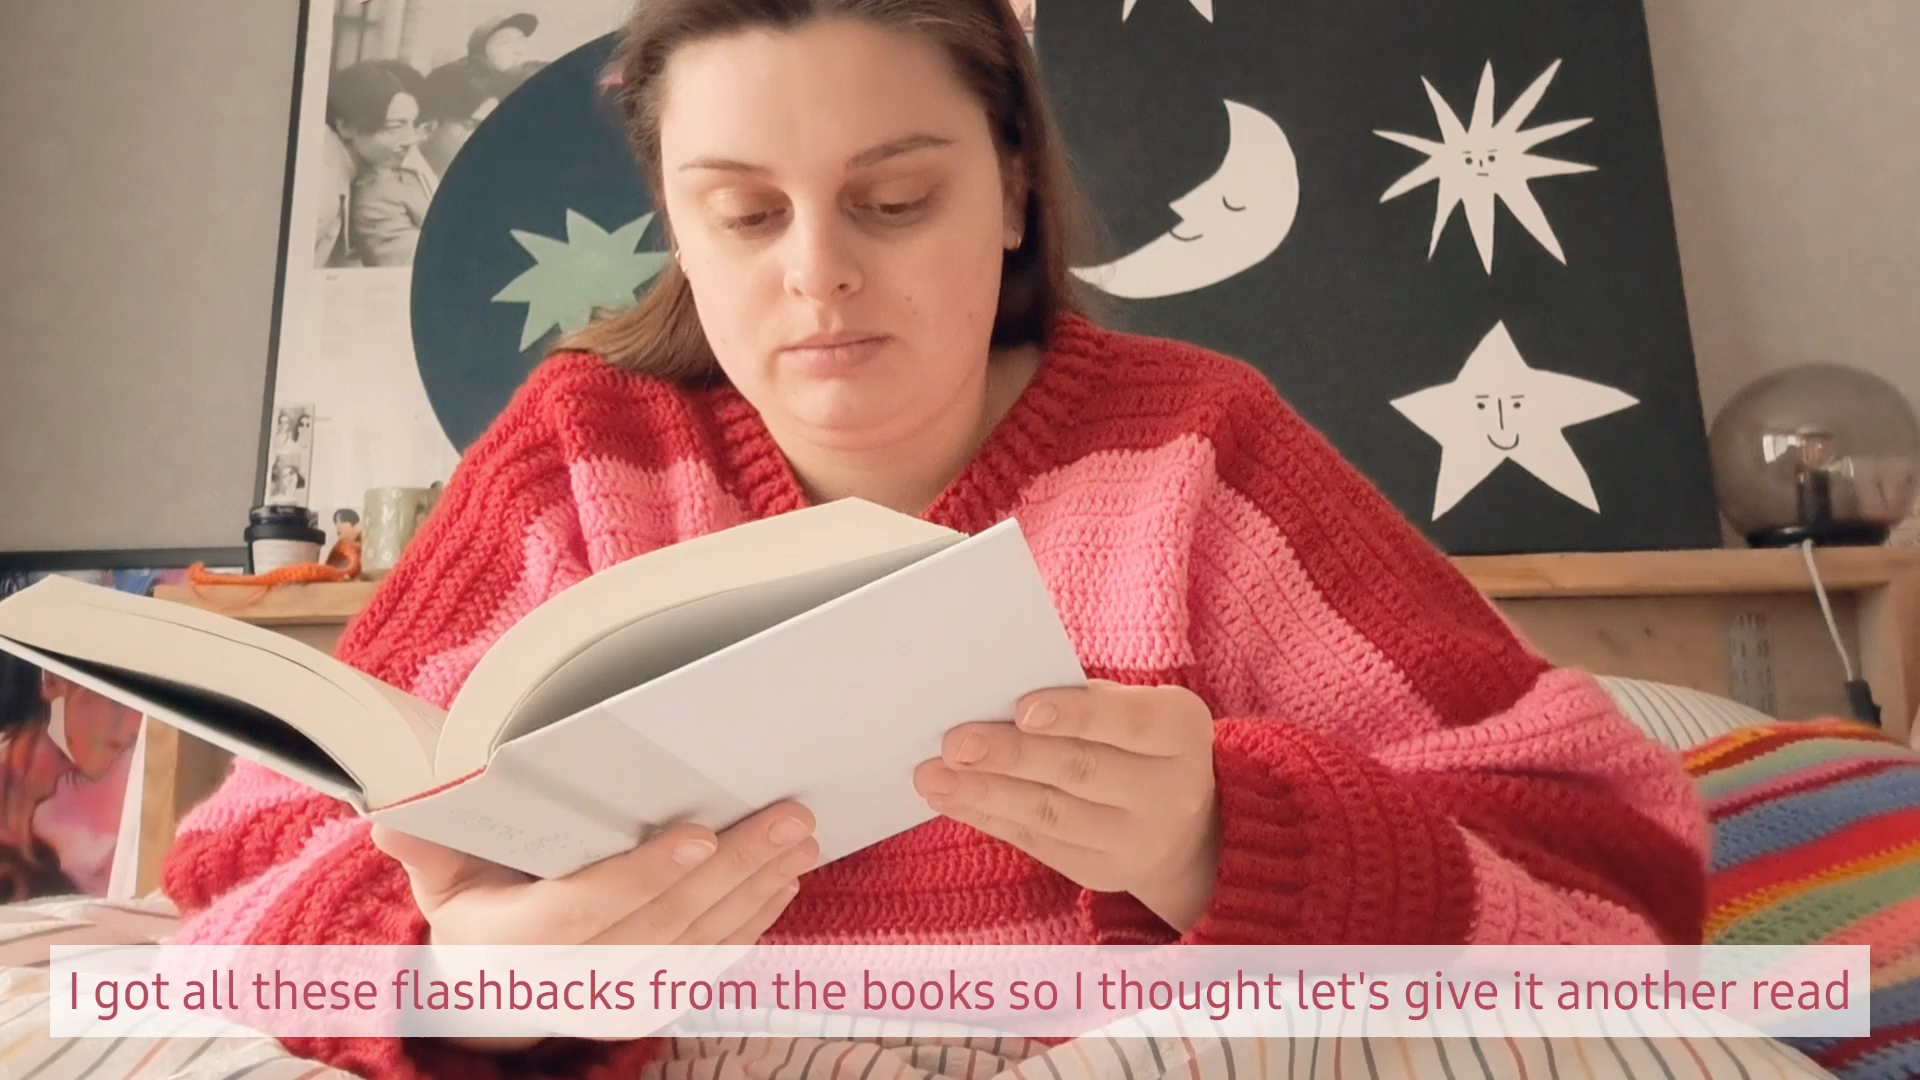 I got all these flashbacks from the books so I thought let's give it another read